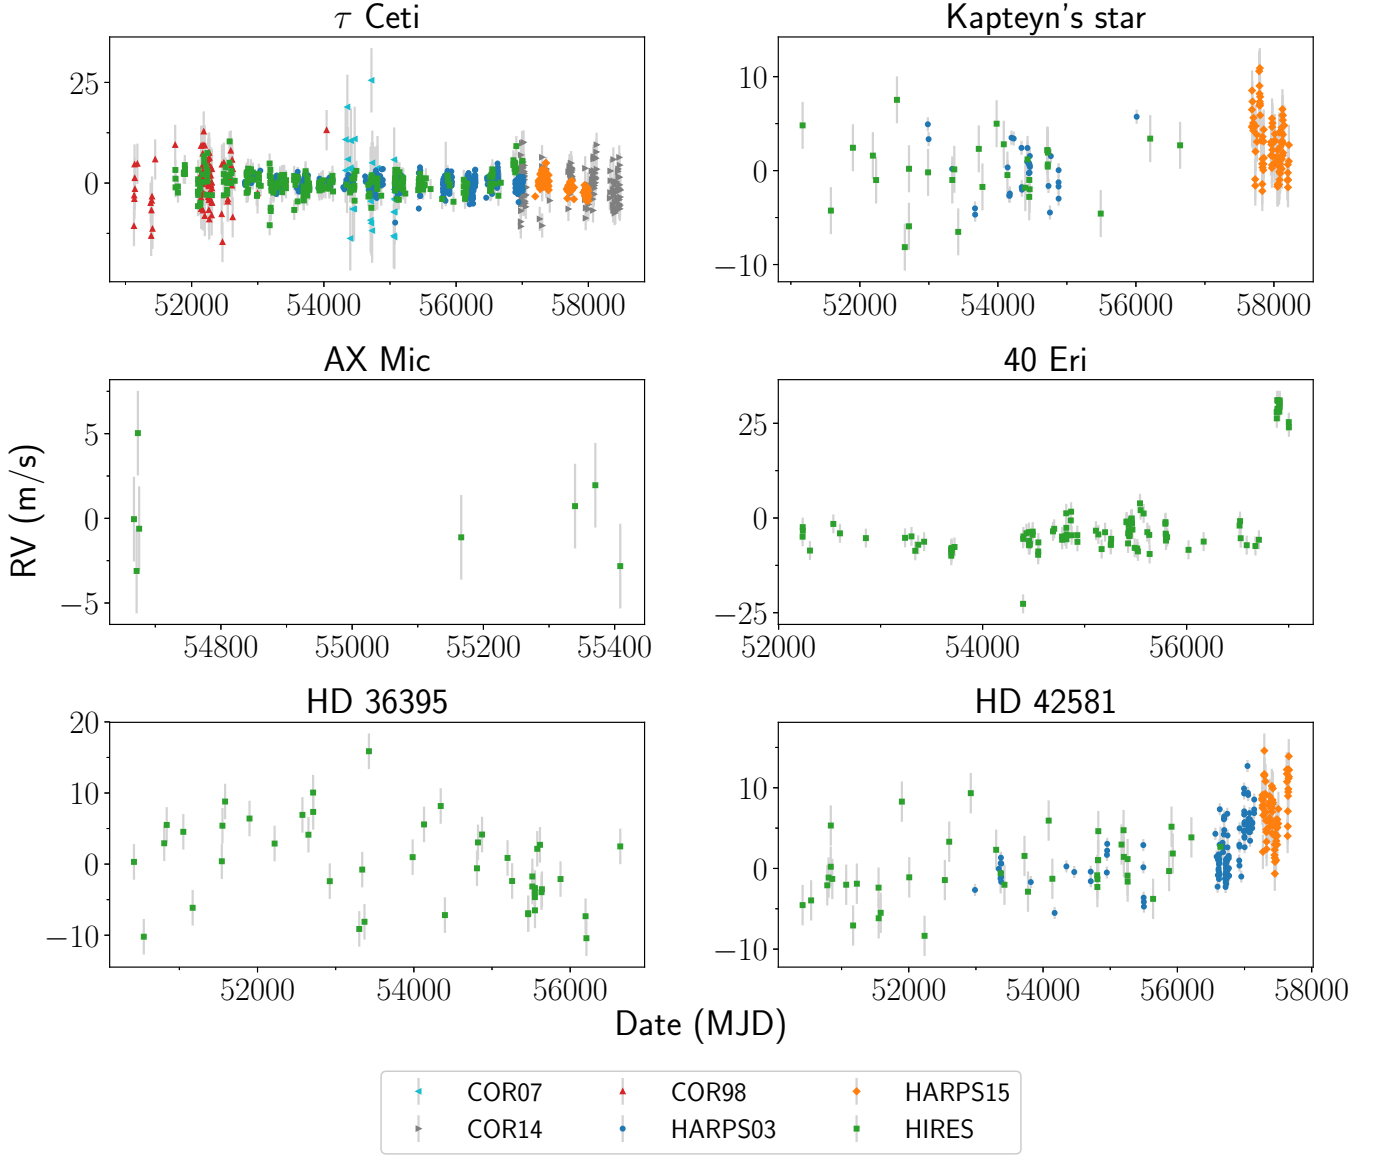 τ Ceti
Kapteyn's star
25
0
52000 54000 56000 58000
10
0
−10
52000 54000 56000 58000
AX Mic
40 Eri
RV (m/s)
5
0
−5
54800 55000 55200 55400
25
0
−25
52000 54000 56000
HD 36395
HD 42581
20
10
0
−10
52000 54000 56000
10
0
−10
52000 54000 56000 58000
Date (MJD)
COR07 COR98 HARPS15
COR14 HARPS03 HIRES